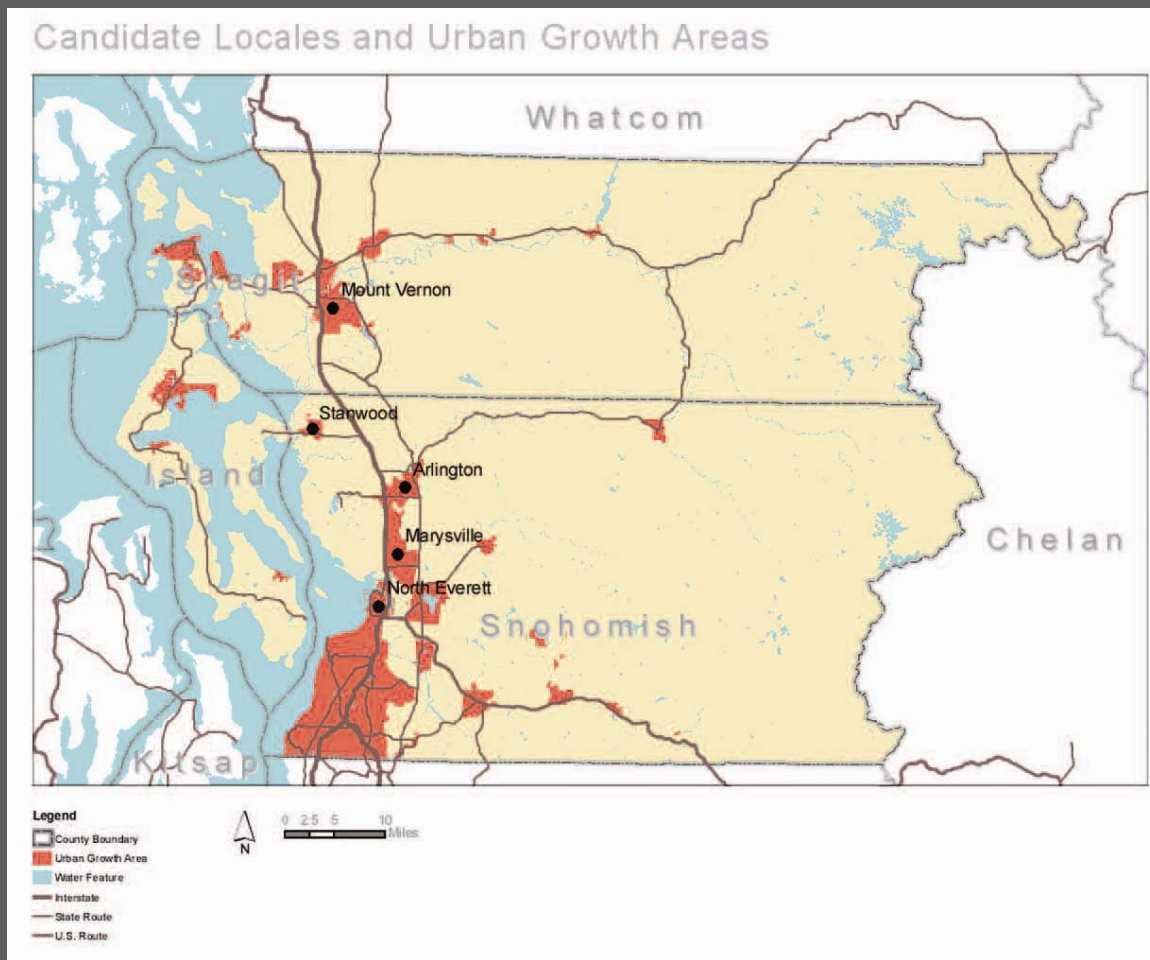 Candidate Locales and Urban Growth Areas
Whatcom
Skagit
Mount Vernon
Stanwood
Island
Arlington
Marysville
Chelan
North Everett
Snohomish
Kitsap
Legend
County Boundary
Urban Growth Area
Water Feature
Interstate
State Route
U.S. Route
N
0 2.5 5 10
Miles